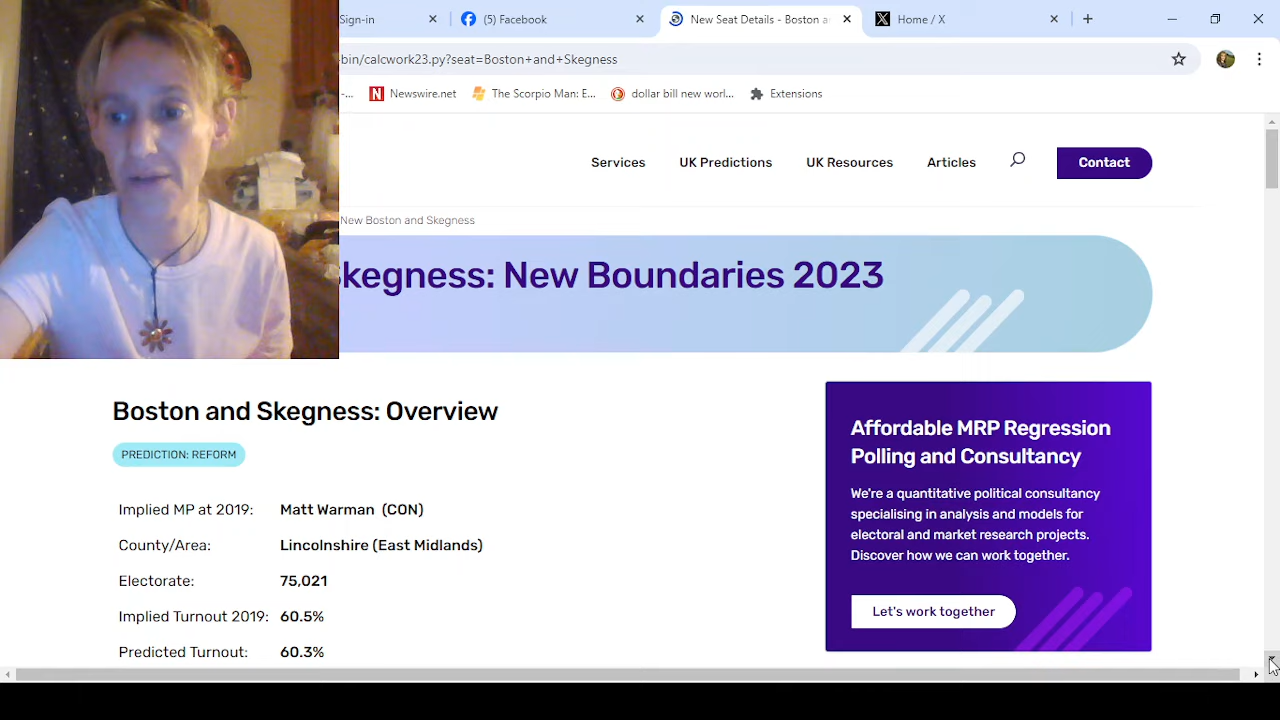 Sign-in
(5) Facebook
New Seat Details - Boston a
Home / X
bin/calcwork23.py?seat=Boston+and+Skegness
-...
N Newswire.net
The Scorpio Man: E...
dollar bill new worl...
Extensions
Services
UK Predictions
UK Resources
Articles
Contact
New Boston and Skegness
kegness: New Boundaries 2023
Boston and Skegness: Overview
PREDICTION: REFORM
Implied MP at 2019: Matt Warman (CON)
County/Area: Lincolnshire (East Midlands)
Electorate: 75,021
Implied Turnout 2019: 60.5%
Predicted Turnout: 60.3%
Affordable MRP Regression
Polling and Consultancy
We're a quantitative political consultancy
specialising in analysis and models for
electoral and market research projects.
Discover how we can work together.
Let's work together